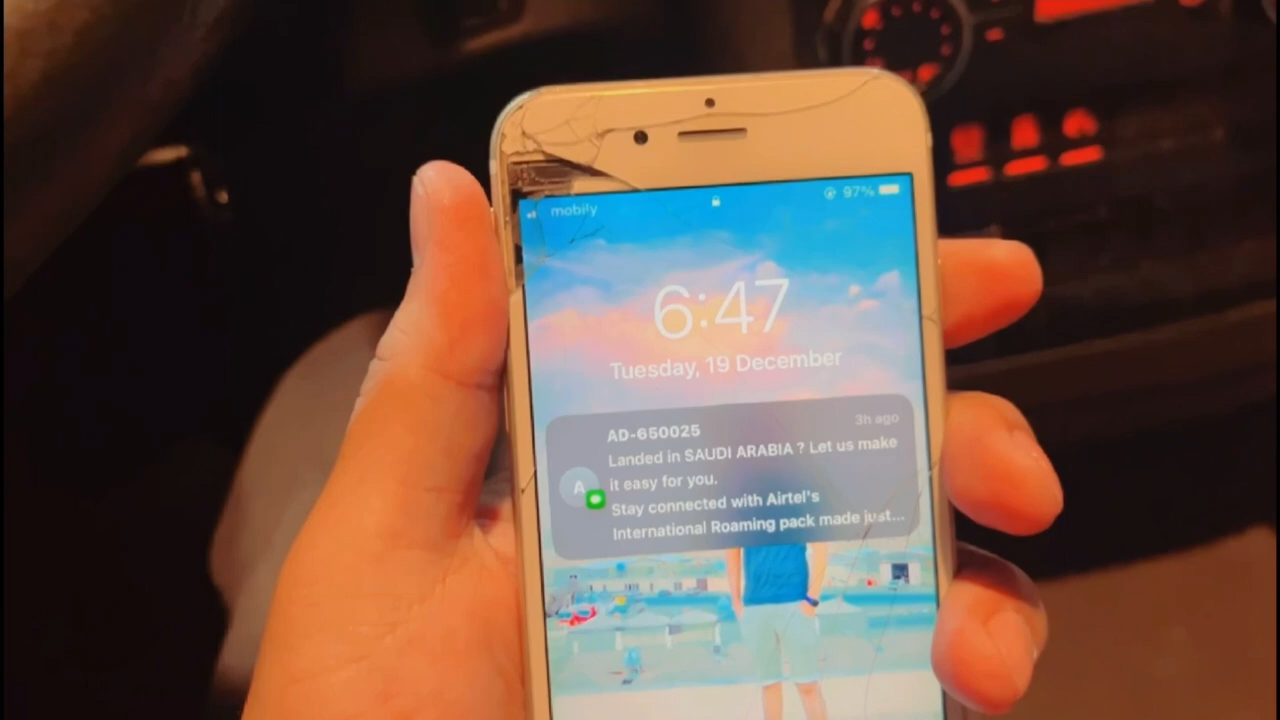 mobily
97%
6:47
Tuesday, 19 December
AD-650025
3h ago
Landed in SAUDI ARABIA ? Let us make
it easy for you.
Stay connected with Airtel's
International Roaming pack made just...
A